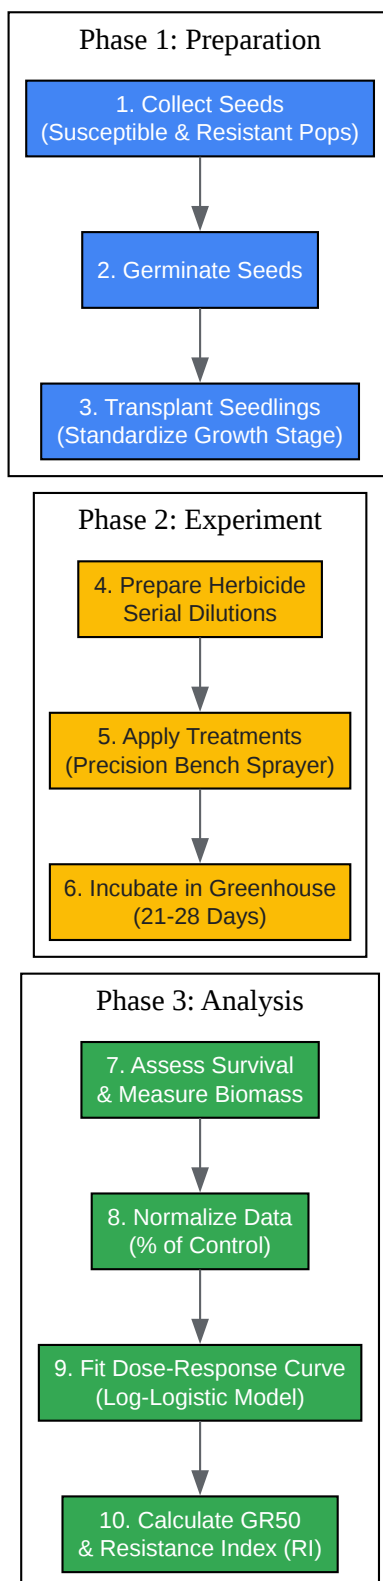 Phase 1: Preparation
1. Collect Seeds
(Susceptible & Resistant Pops)
2. Germinate Seeds
3. Transplant Seedlings
(Standardize Growth Stage)
Phase 2: Experiment
4. Prepare Herbicide
Serial Dilutions
5. Apply Treatments
(Precision Bench Sprayer)
6. Incubate in Greenhouse
(21-28 Days)
Phase 3: Analysis
7. Assess Survival
& Measure Biomass
8. Normalize Data
(% of Control)
9. Fit Dose-Response Curve
(Log-Logistic Model)
10. Calculate GR50
& Resistance Index (RI)